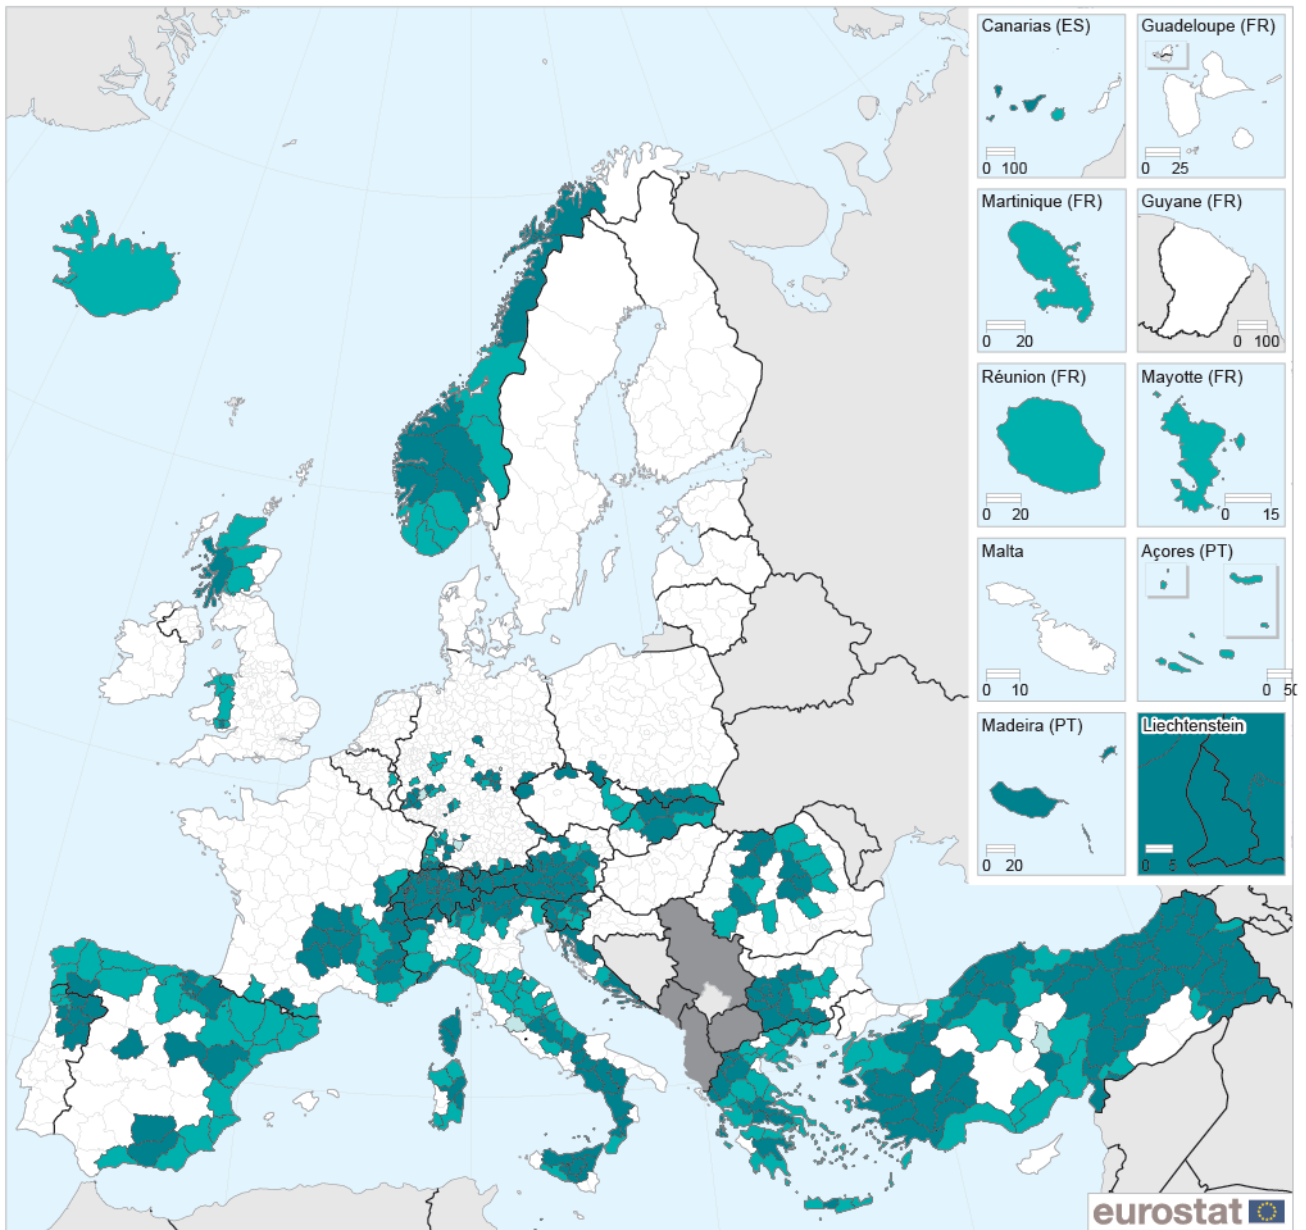 Canarias (ES)
0 100
Guadeloupe (FR)
0 25
Martinique (FR)
0 20
Guyane (FR)
0 100
Réunion (FR)
0 20
Mayotte (FR)
0 15
Malta
0 10
Açores (PT)
0 50
Madeira (PT)
0 20
Liechtenstein
0 5
eurostat